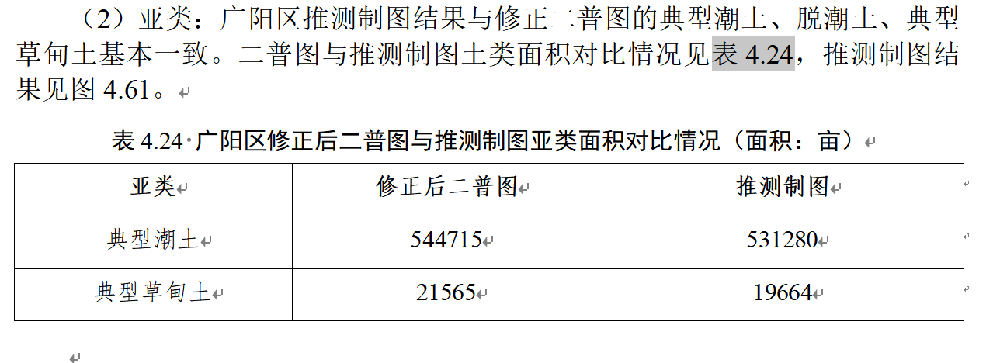 （2）亚类：广阳区推测制图结果与修正二普图的典型潮土、脱潮土、典型
草甸土基本一致。二普图与推测制图土类面积对比情况见表 4.24，推测制图结
果见图 4.61。
表 4.24 广阳区修正后二普图与推测制图亚类面积对比情况（面积：亩）
亚类 修正后二普图 推测制图
典型潮土 544715 531280
典型草甸土 21565 19664